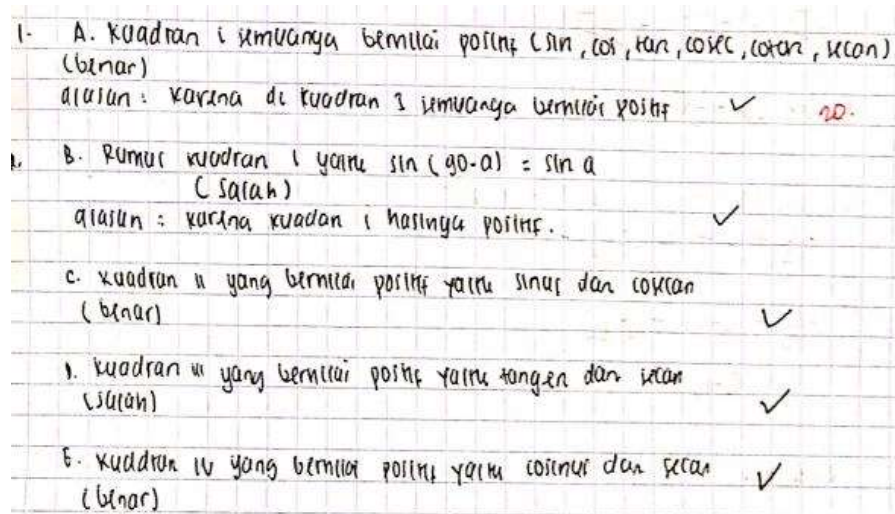 1. A. Kuadran i semuanya bernilai positif (sin, cos, tan, cosec, cotan, secan)
(benar)
alasan : karena di kuadran I semuanya bernilai positif ✓ 20.
B. Rumus kuadran i yaitu sin (90-a) = sin a
(salah)
alasan : karena kuadan i hasinya positif. ✓
C. Kuadran II yang bernilai positif yaitu sinus dan cosecan
(benar) ✓
D. kuadran III yang bernilai positif yaitu tangen dan secan
(salah) ✓
E. Kuadran IV yang bernilai positif yaitu cosinus dan secan
(benar) ✓